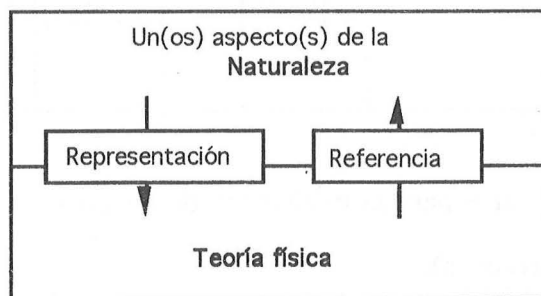 Un(os) aspecto(s) de la
Naturaleza
Representación
Referencia
Teoría física